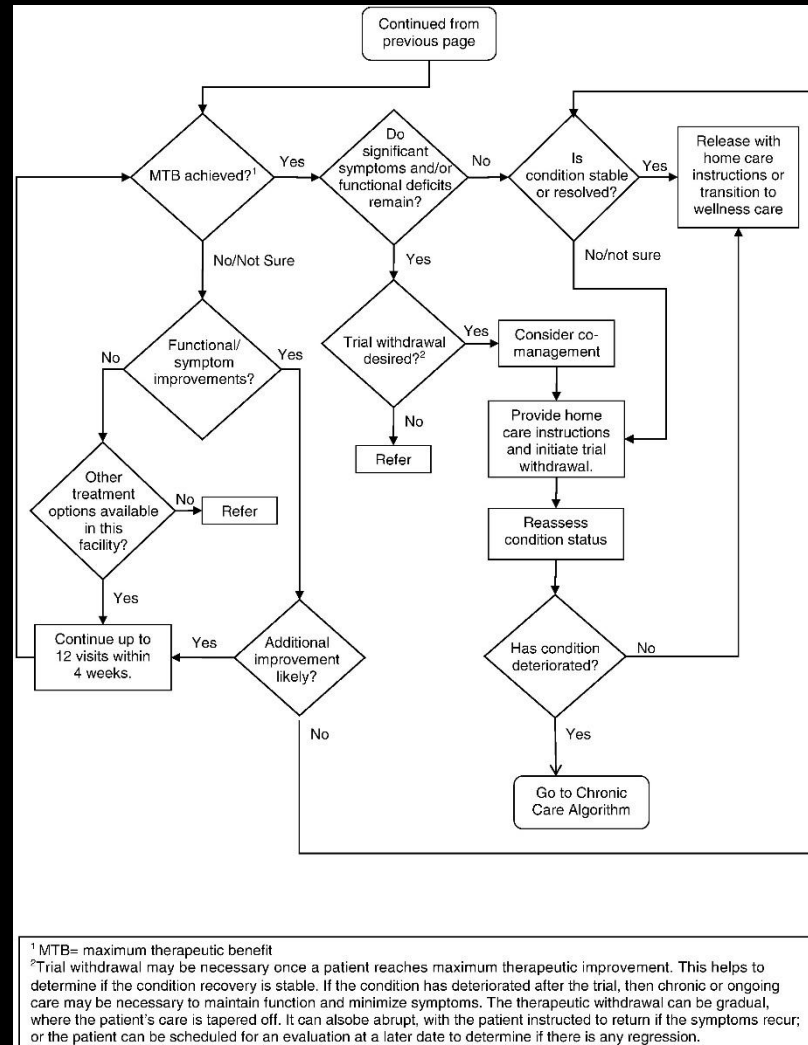 Continued from
previous page
MTB achieved?1
Yes
Do
significant
symptoms and/or
functional deficits
remain?
No
Is
condition stable
or resolved?
Yes
Release with
home care
instructions or
transition to
wellness care
No/Not Sure
Yes
No/not sure
Functional/
symptom
improvements?
No
Yes
Trial withdrawal
desired?2
Yes
Consider co-
management
No
Refer
Provide home
care instructions
and initiate trial
withdrawal.
Other
treatment
options available
in this
facility?
No
Refer
Reassess
condition status
Yes
Continue up to
12 visits within
4 weeks.
Yes
Additional
improvement
likely?
No
Has condition
deteriorated?
No
Yes
Go to Chronic
Care Algorithm
1 MTB= maximum therapeutic benefit
2Trial withdrawal may be necessary once a patient reaches maximum therapeutic improvement. This helps to
determine if the condition recovery is stable. If the condition has deteriorated after the trial, then chronic or ongoing
care may be necessary to maintain function and minimize symptoms. The therapeutic withdrawal can be gradual,
where the patient's care is tapered off. It can alsobe abrupt, with the patient instructed to return if the symptoms recur;
or the patient can be scheduled for an evaluation at a later date to determine if there is any regression.